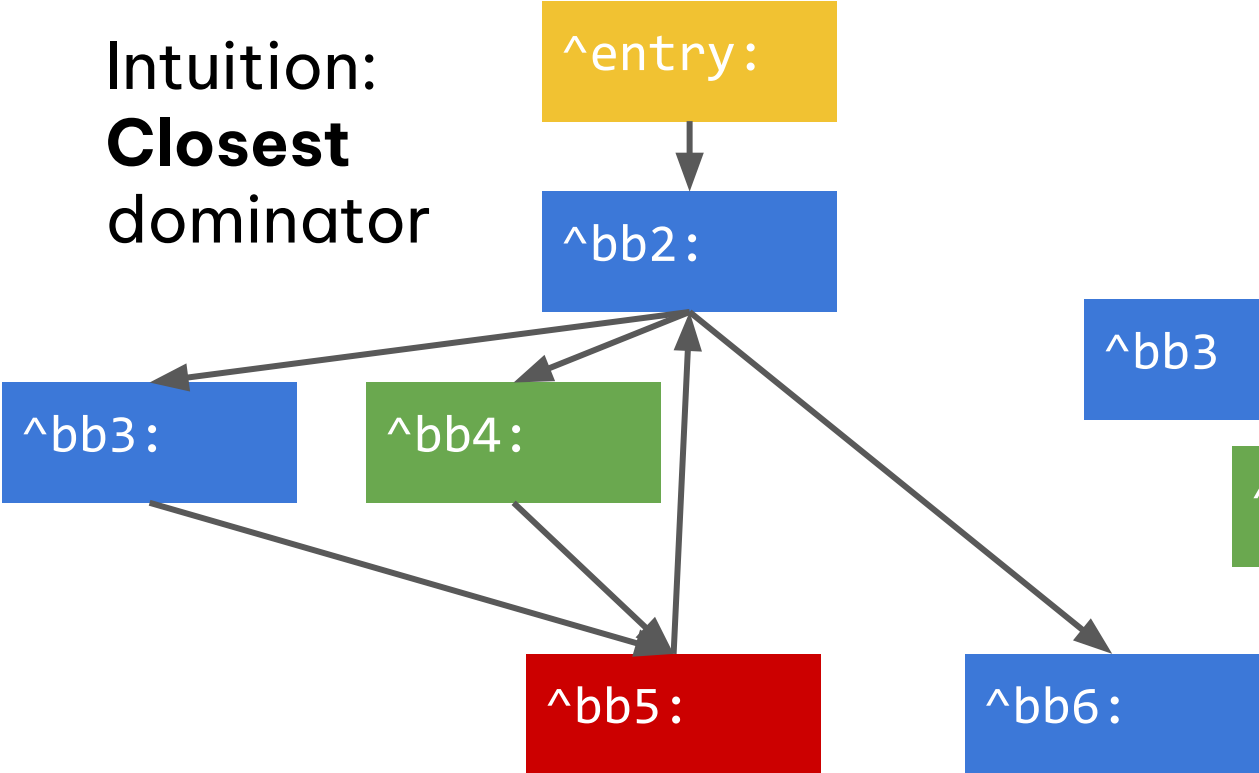 Intuition:
Closest
dominator
^entry:
^bb2:
^bb3
^bb3:
^bb4:
^bb5:
^bb6: